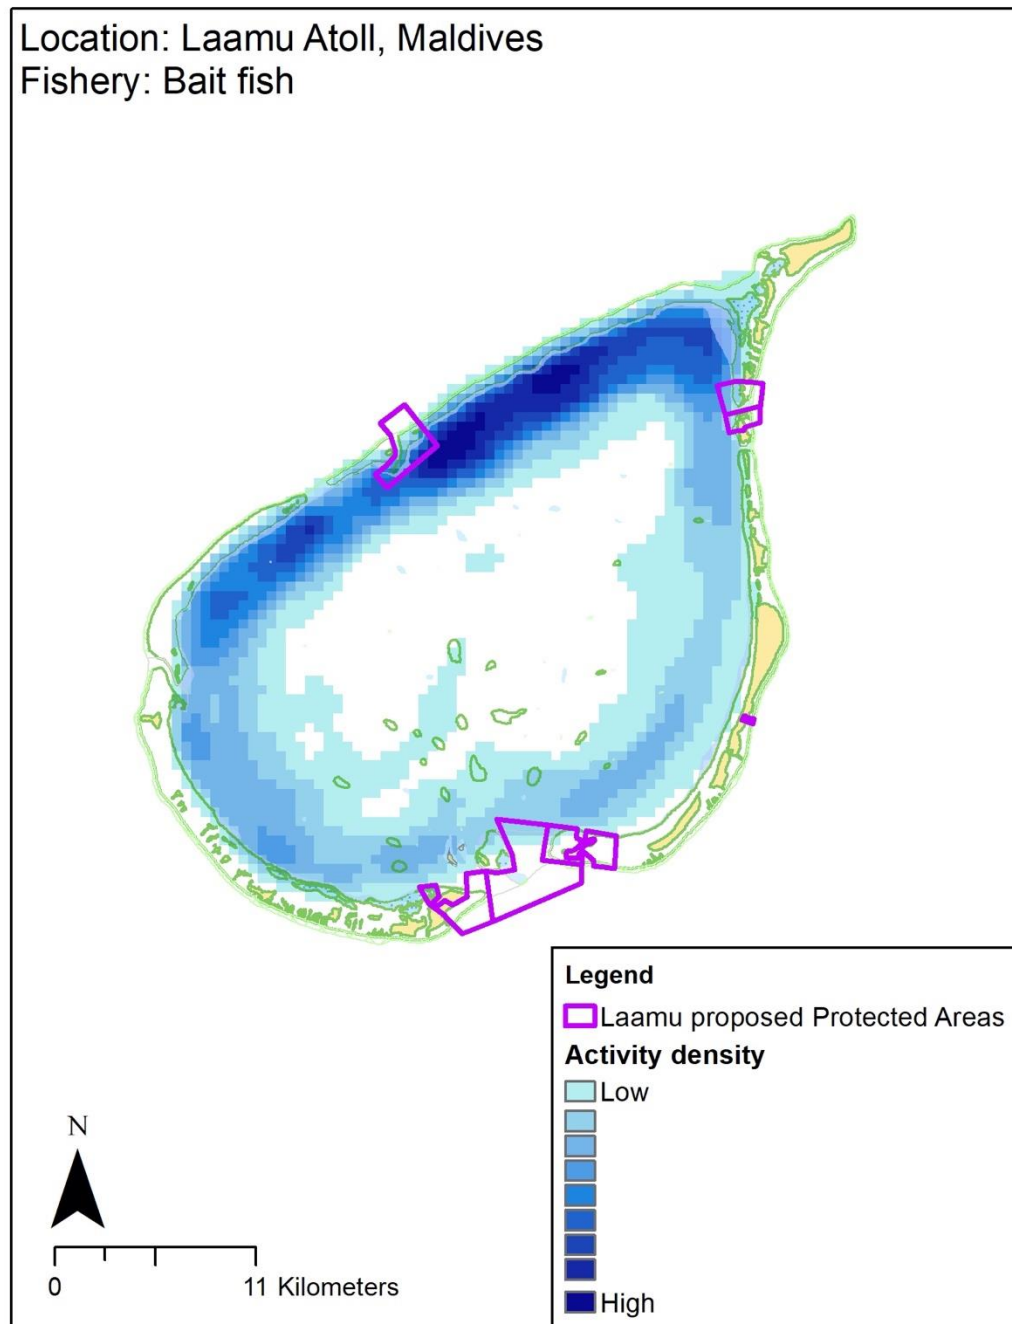 Location: Laamu Atoll, Maldives
Fishery: Bait fish
Legend
Laamu proposed Protected Areas
Activity density
Low
High
N
0 11 Kilometers